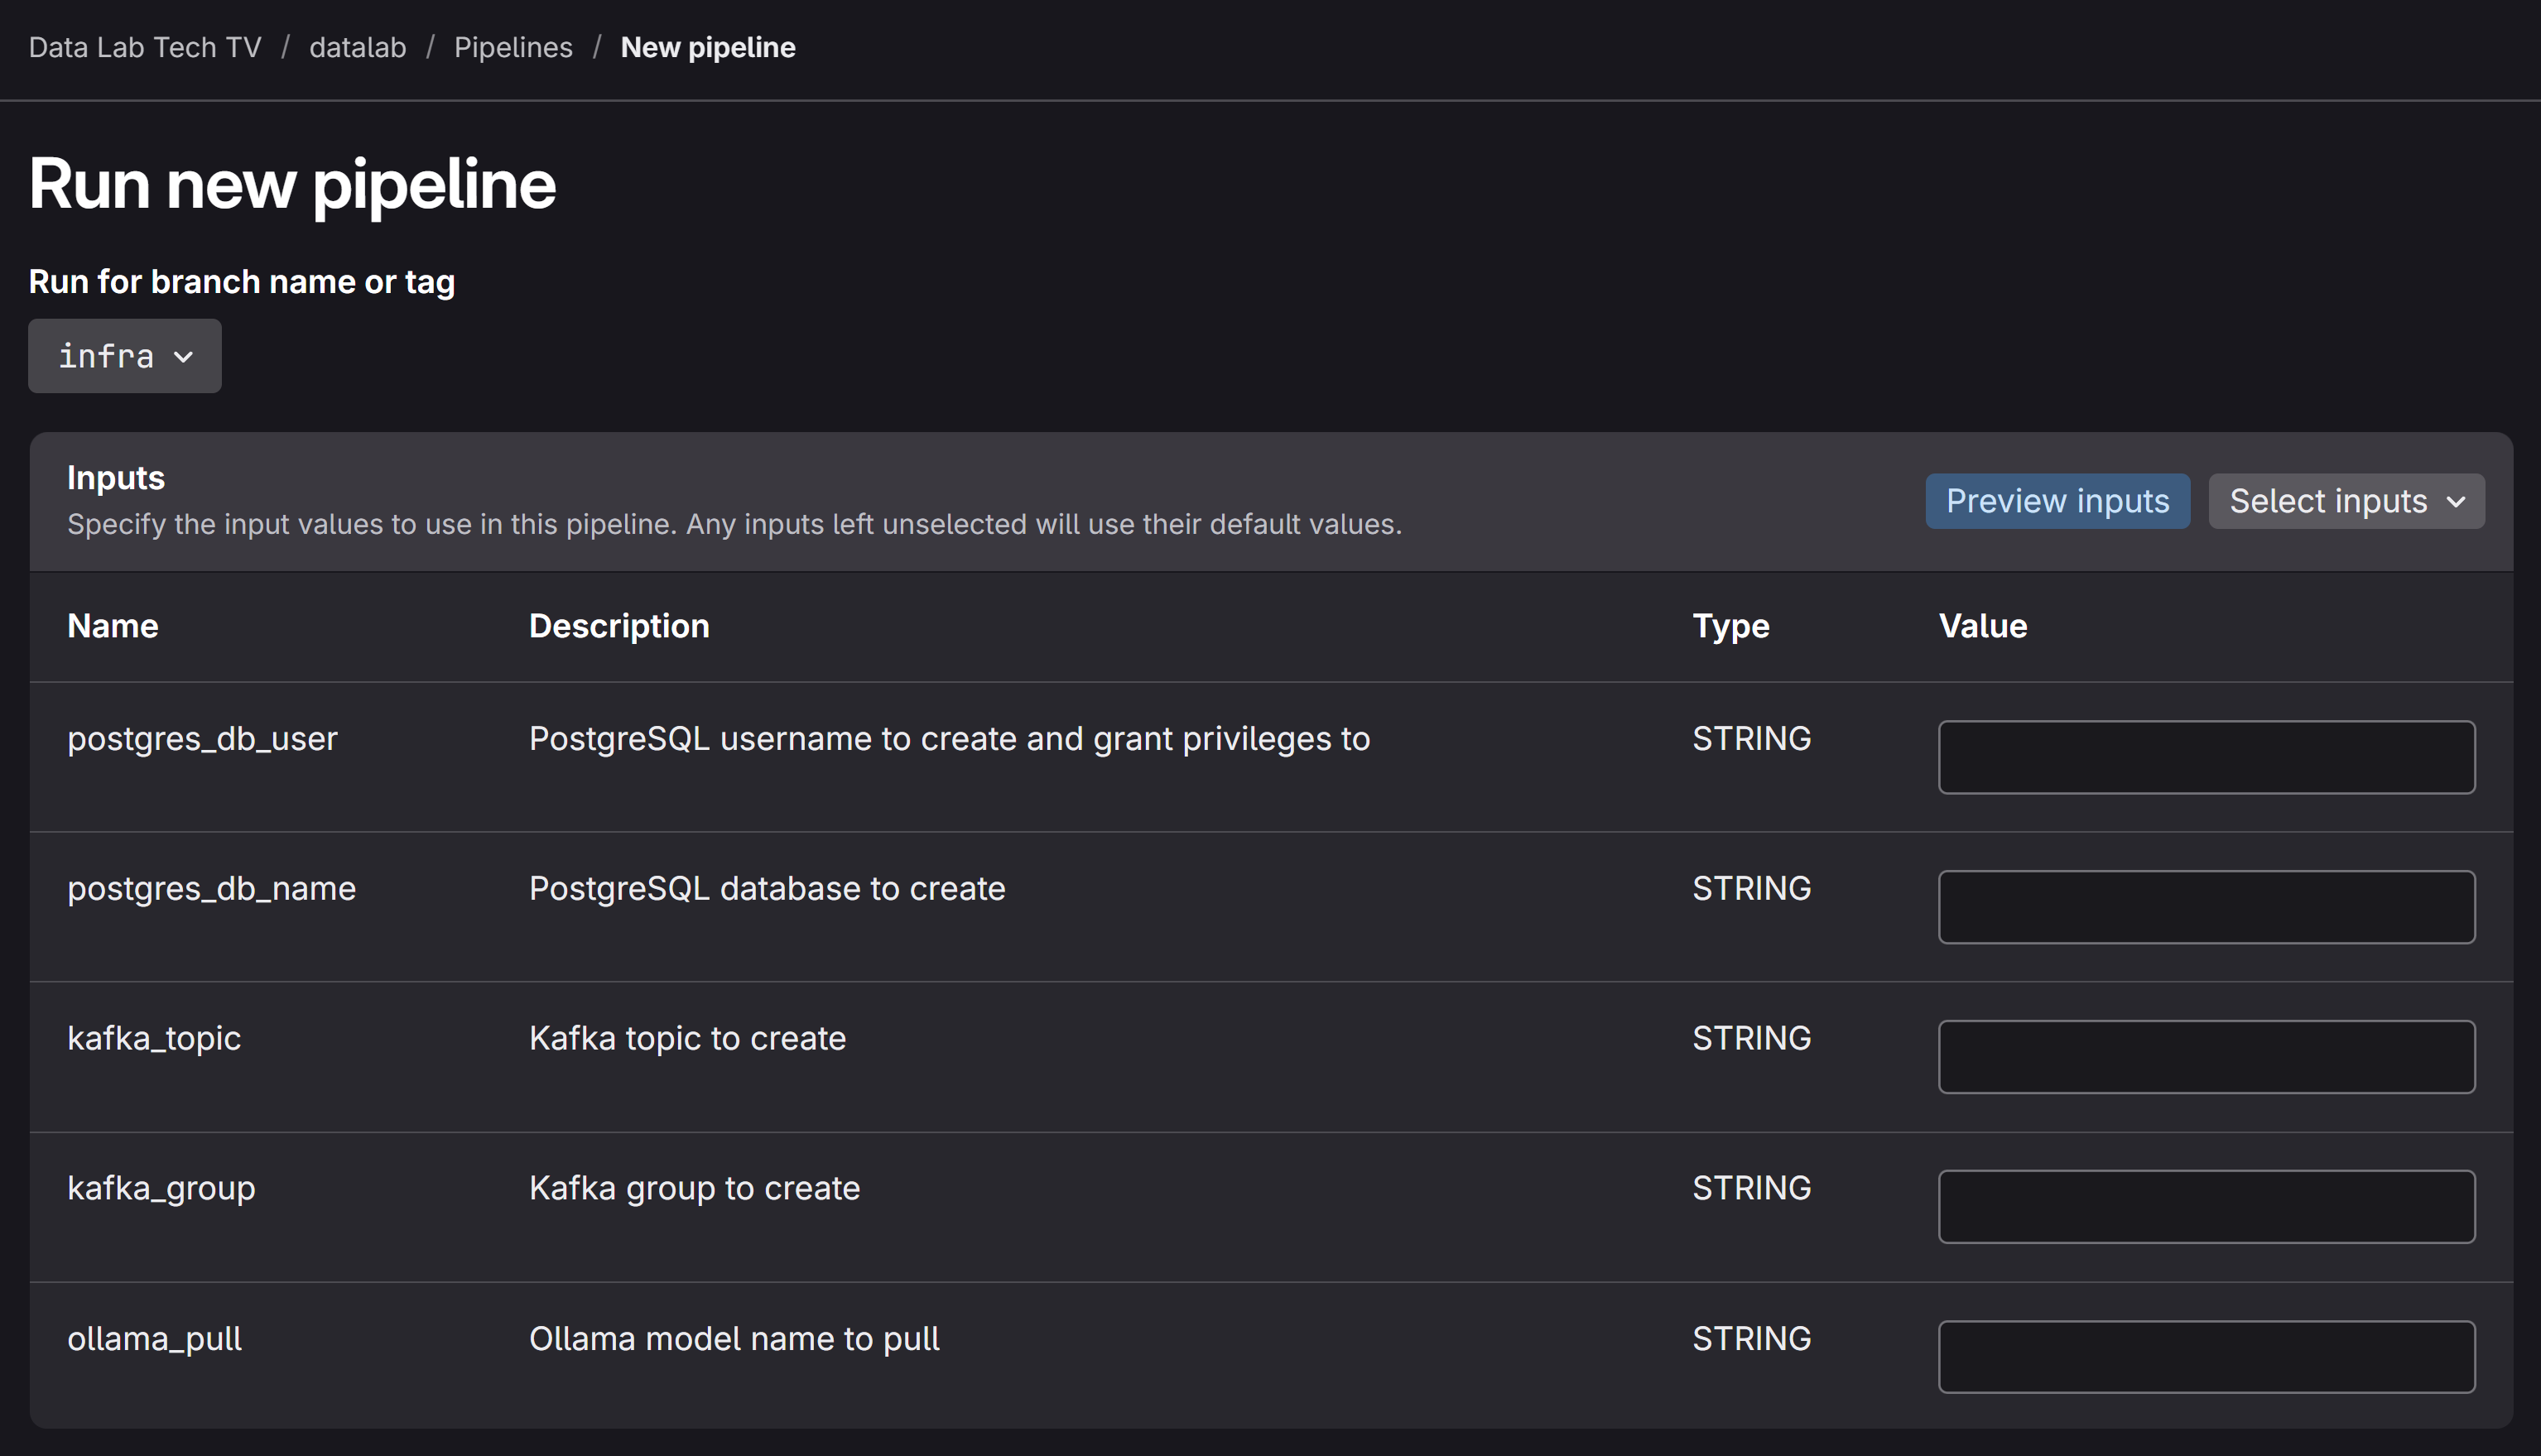 Data Lab Tech TV / datalab / Pipelines / New pipeline
Run new pipeline
Run for branch name or tag
infra
Inputs
Specify the input values to use in this pipeline. Any inputs left unselected will use their default values.
Preview inputs
Select inputs
Name Description Type Value
postgres_db_user PostgreSQL username to create and grant privileges to STRING
postgres_db_name PostgreSQL database to create STRING
kafka_topic Kafka topic to create STRING
kafka_group Kafka group to create STRING
ollama_pull Ollama model name to pull STRING